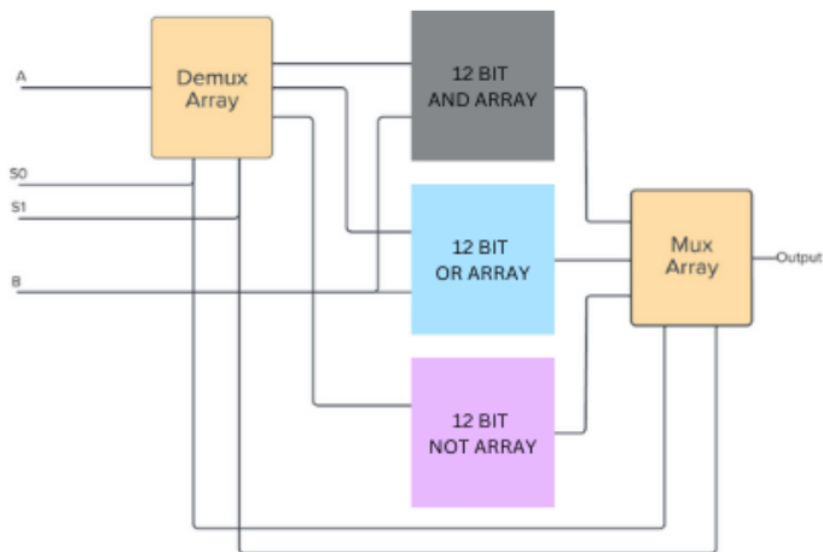 A
Demux
Array
S0
S1
B
12 BIT
AND ARRAY
12 BIT
OR ARRAY
12 BIT
NOT ARRAY
Mux
Array
Output